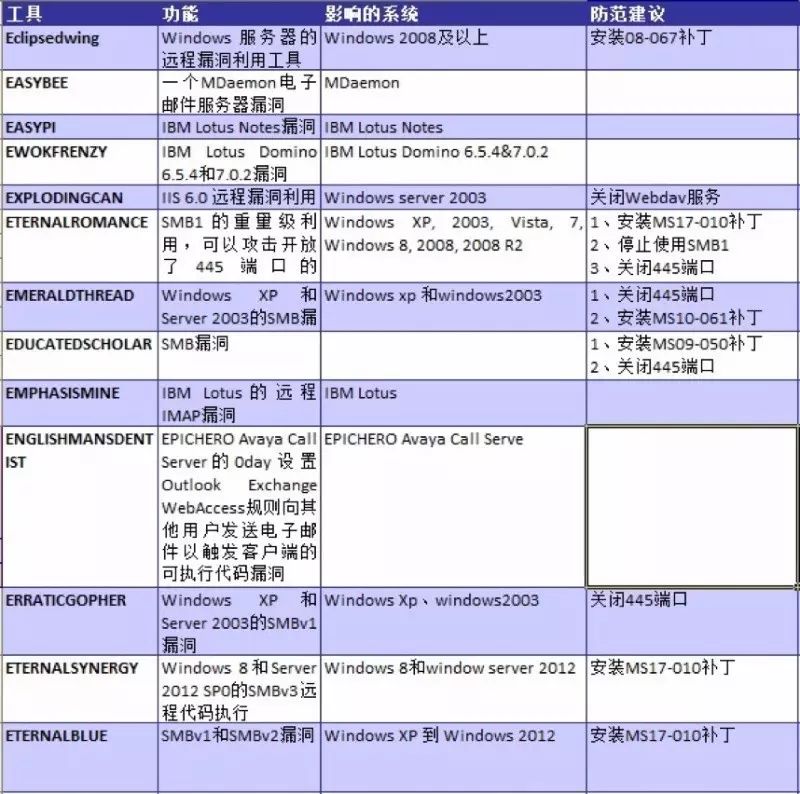 工具 功能 影响的系统 防范建议
Eclipsedwing Windows 服务器的 Windows 2008及以上 安装08-067补丁
远程漏洞利用工具
EASYBEE 一个MDaemon电子 MDaemon
邮件服务器漏洞
EASYPI IBM Lotus Notes漏洞 IBM Lotus Notes
EWOKFRENZY IBM Lotus Domino IBM Lotus Domino 6.5.4&7.0.2
6.5.4和7.0.2漏洞
EXPLODINGCAN IIS 6.0 远程漏洞利用 Windows server 2003 关闭Webdav服务
ETERNALROMANCE SMB1 的重量级利 Windows XP, 2003, Vista, 7, 1、安装MS17-010补丁
用，可以攻击开放 Windows 8, 2008, 2008 R2 2、停止使用SMB1
了 445 端口的 3、关闭445端口
EMERALDTHREAD Windows XP 和 Windows xp 和windows2003 1、关闭445端口
Server 2003的SMB漏 2、安装MS10-061补丁
EDUCATEDSCHOLAR SMB漏洞 1、安装MS09-050补丁
2、关闭445端口
EMPHASISMINE IBM Lotus 的远程 IBM Lotus
IMAP漏洞
ENGLISHMANSDENT EPICHERO Avaya Call EPICHERO Avaya Call Serve
IST Server 的 0day 设置
Outlook Exchange
WebAccess规则向其
他用户发送电子邮
件以触发客户端的
可执行代码漏洞
ERRATICGOPHER Windows XP 和 Windows Xp、windows2003 关闭445端口
Server 2003的SMBv1
漏洞
ETERNALSYNERGY Windows 8 和Server Windows 8和window server 2012 安装MS17-010补丁
2012 SP0的SMBv3远
程代码执行
ETERNALBLUE SMBv1和SMBv2漏洞 Windows XP 到 Windows 2012 安装MS17-010补丁